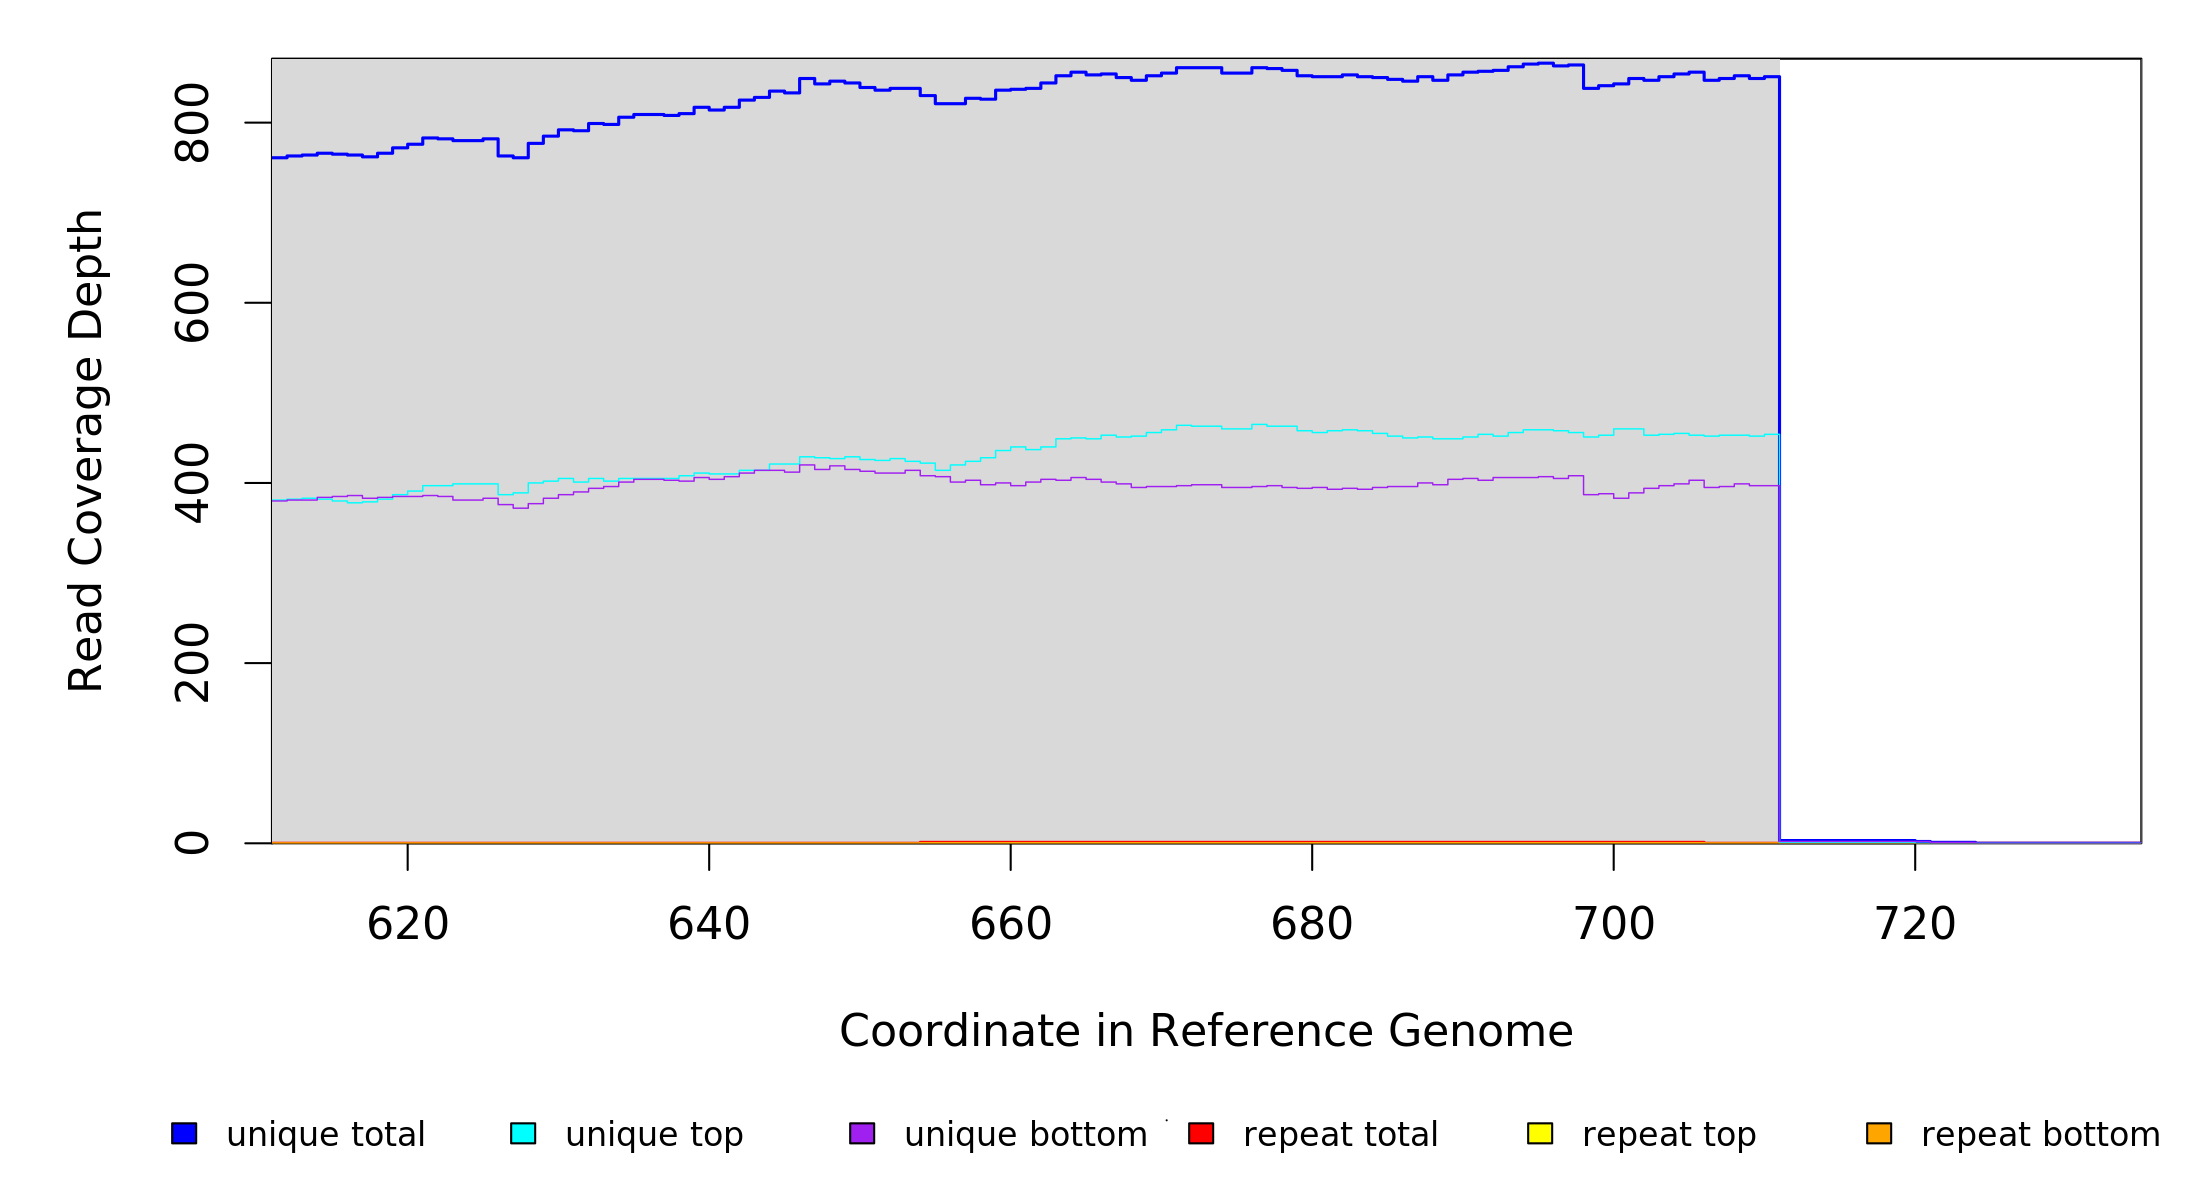 Read Coverage Depth
800
600
400
200
0
620 640 660 680 700 720
Coordinate in Reference Genome
unique total unique top unique bottom repeat total repeat top repeat bottom